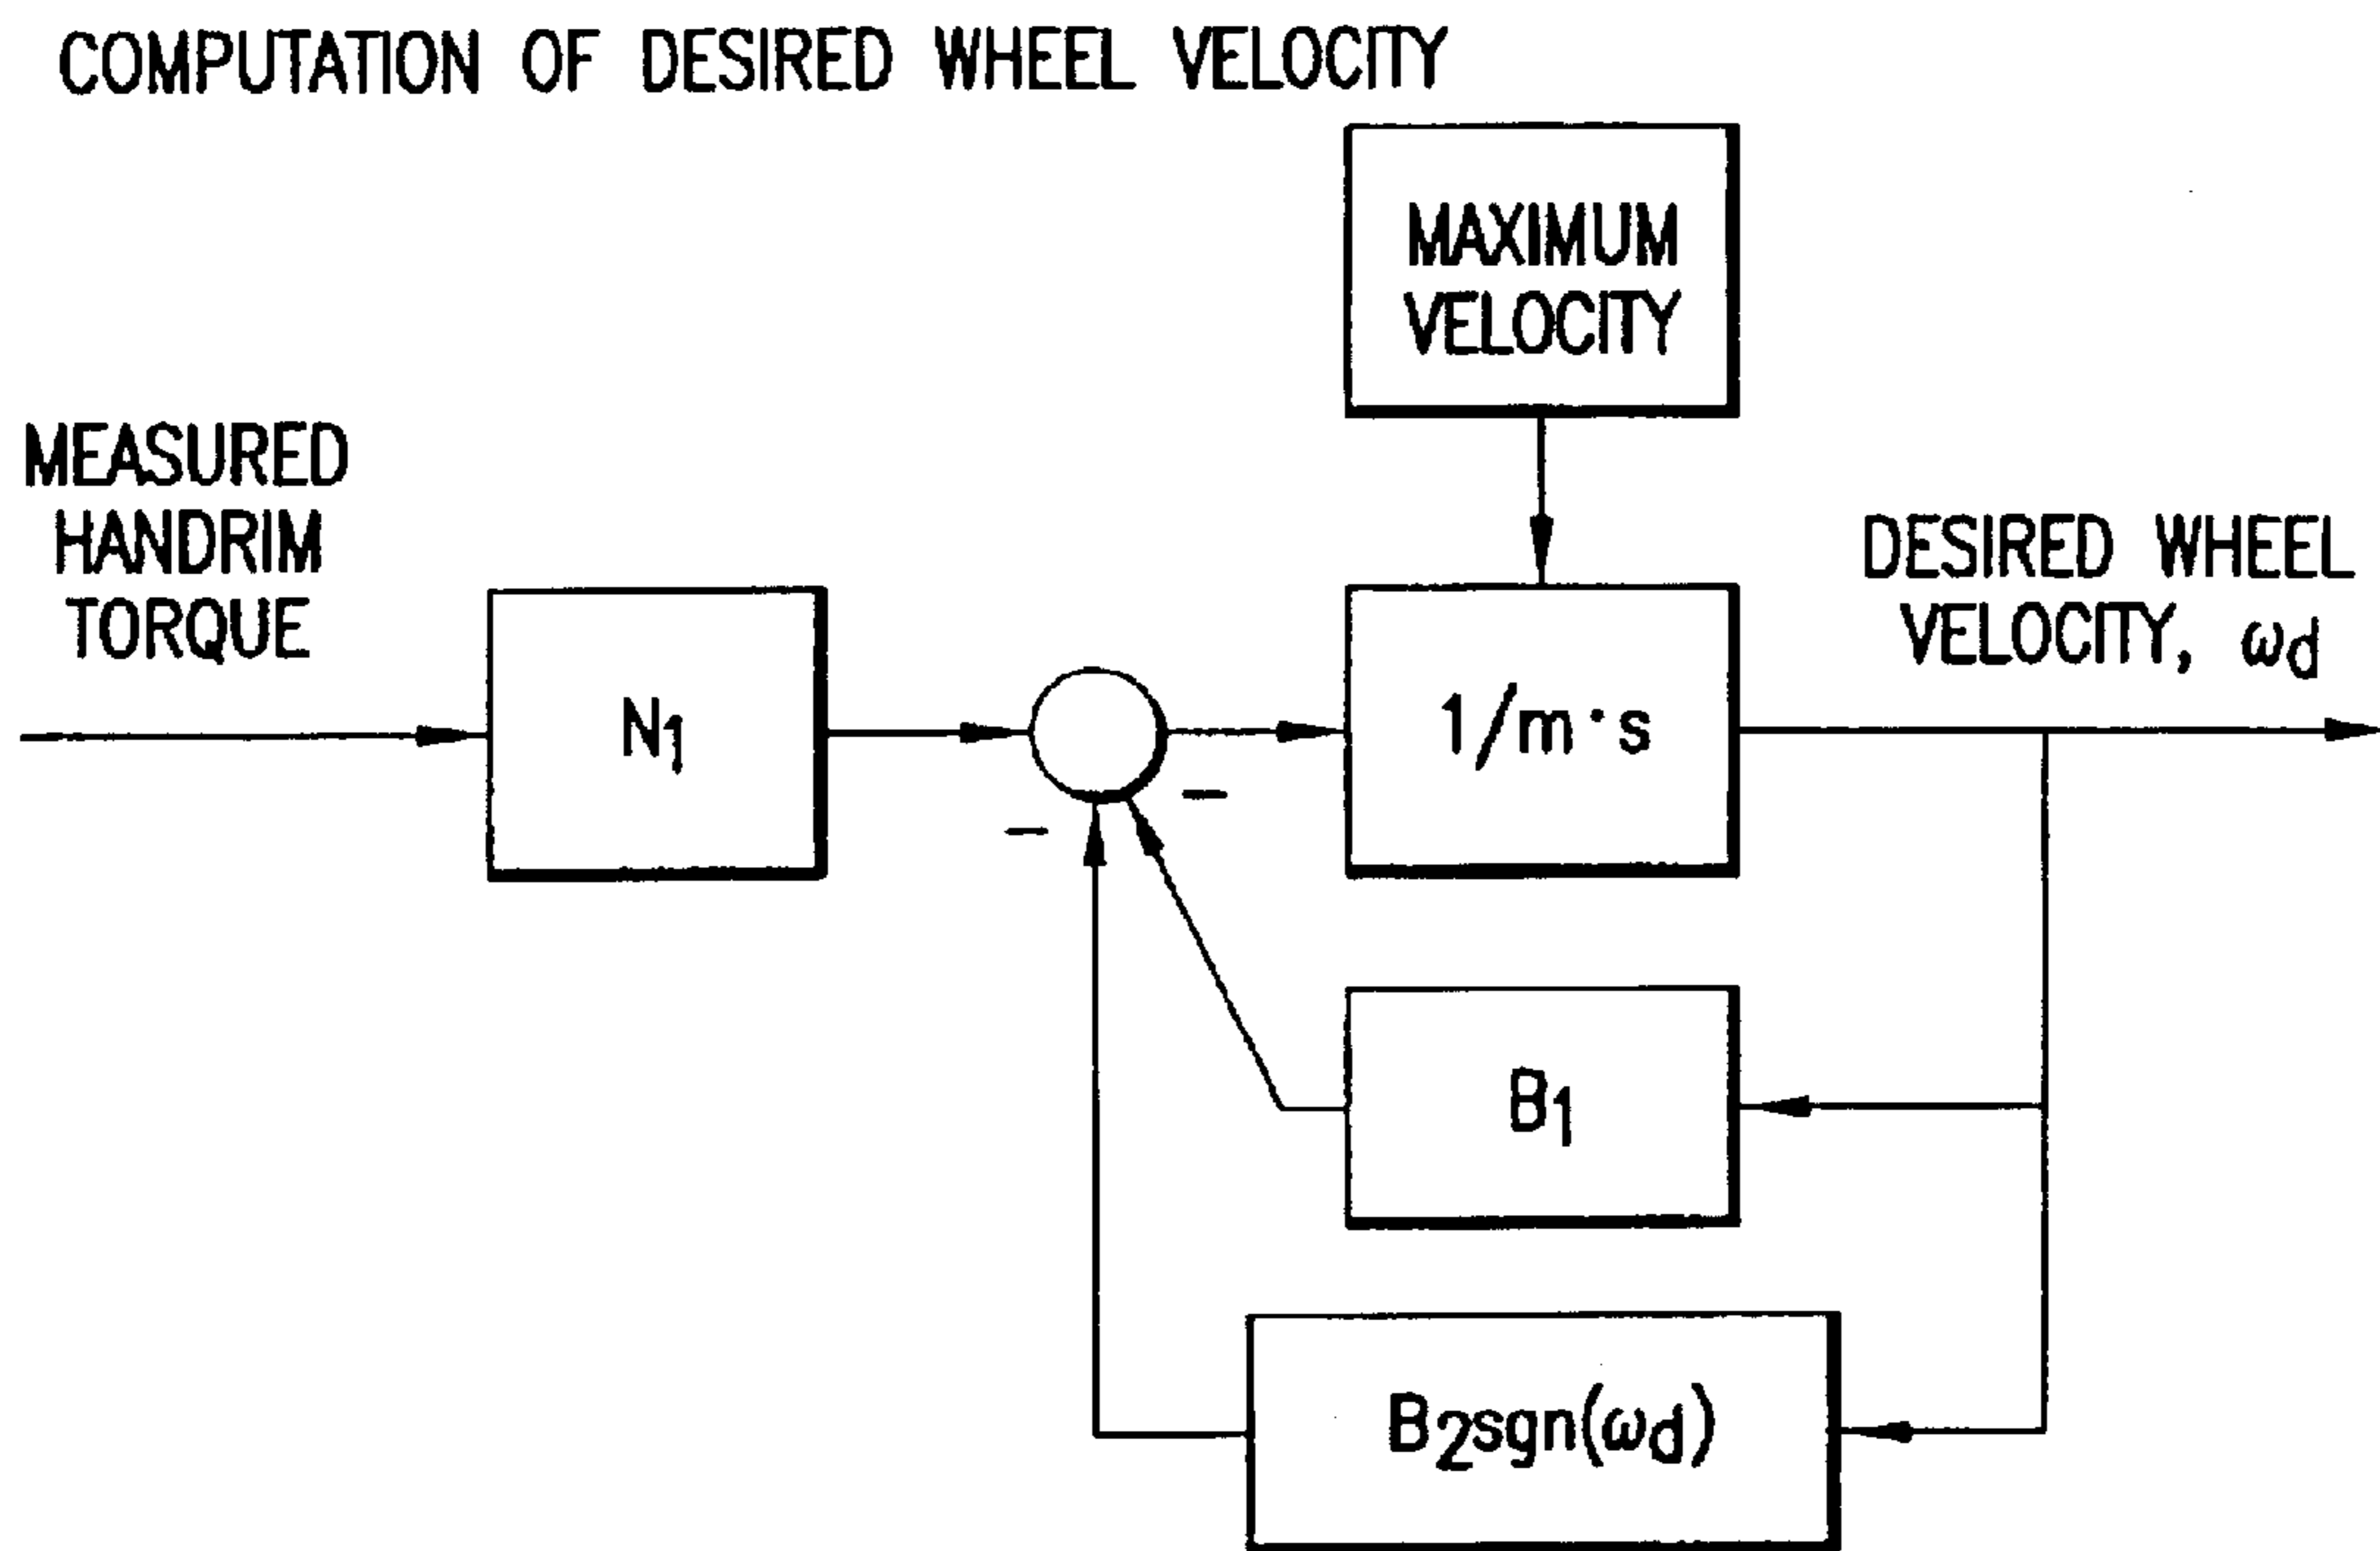 COMPUTATION OF DESIRED WHEEL VELOCITY
MAXIMUM
VELOCITY
MEASURED
HANDRIM
TORQUE
DESIRED WHEEL
VELOCITY, ωd
N1
1/m·s
-
-
B1
B2sgn(ωd)